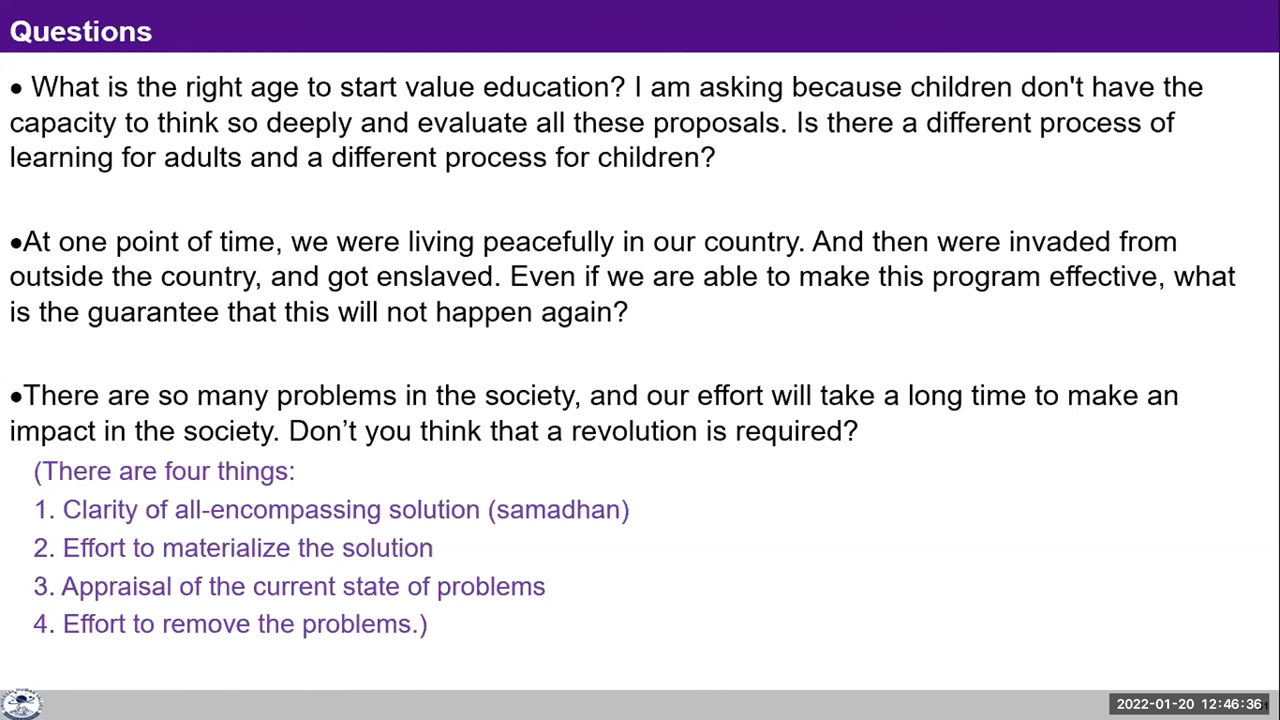 Questions
• What is the right age to start value education? I am asking because children don't have the
capacity to think so deeply and evaluate all these proposals. Is there a different process of
learning for adults and a different process for children?
•At one point of time, we were living peacefully in our country. And then were invaded from
outside the country, and got enslaved. Even if we are able to make this program effective, what
is the guarantee that this will not happen again?
•There are so many problems in the society, and our effort will take a long time to make an
impact in the society. Don’t you think that a revolution is required?
(There are four things:
1. Clarity of all-encompassing solution (samadhan)
2. Effort to materialize the solution
3. Appraisal of the current state of problems
4. Effort to remove the problems.)
2022-01-20 12:46:36